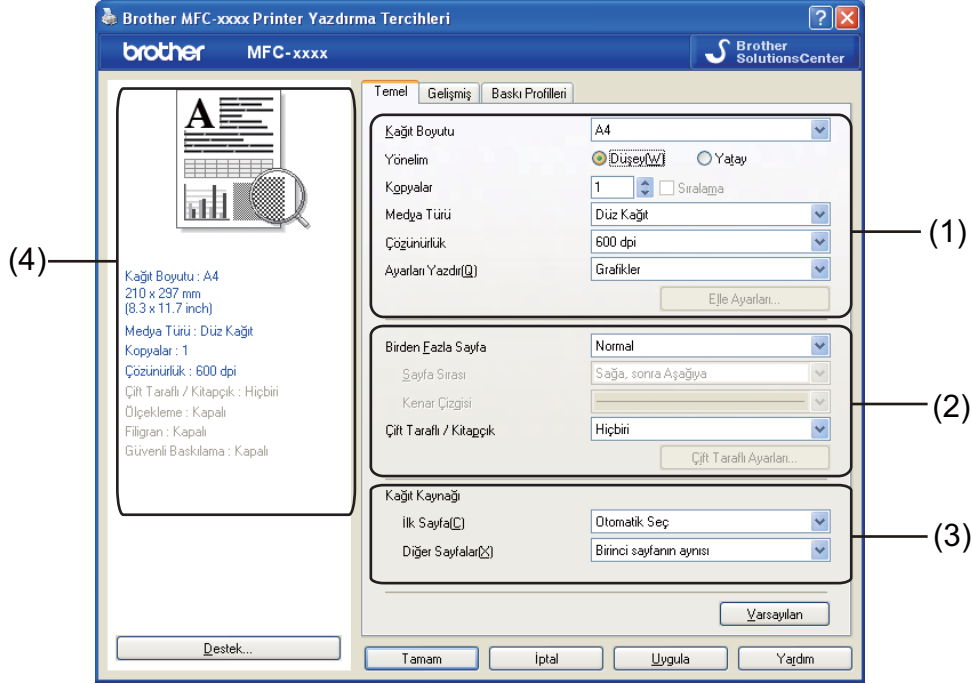 Brother MFC-xxxx Printer Yazdırma Tercihleri
brother MFC-xxxx
Brother
SolutionsCenter
Temel Gelişmiş Baskı Profilleri
A
(4)
Kağıt Boyutu : A4
210 x 297 mm
(8.3 x 11.7 inch)
Medya Türü : Düz Kağıt
Kopyalar : 1
Çözünürlük : 600 dpi
Çift Taraflı / Kitapçık : Hiçbiri
Ölçekleme : Kapalı
Filigran : Kapalı
Güvenli Baskılama : Kapalı
Destek...
Kağıt Boyutu A4
Yönelim Düşey(W) Yatay
Kopyalar 1 Sıralama
Medya Türü Düz Kağıt
Çözünürlük 600 dpi
Ayarları Yazdır(Q) Grafikler
Elle Ayarları...
(1)
Birden Fazla Sayfa Normal
Sayfa Sırası Sağa, sonra Aşağıya
Kenar Çizgisi
Çift Taraflı / Kitapçık Hiçbiri
Çift Taraflı Ayarları...
(2)
Kağıt Kaynağı
İlk Sayfa(C) Otomatik Seç
Diğer Sayfalar(X) Birinci sayfanın aynısı
(3)
Varsayılan
Tamam İptal Uygula Yardım